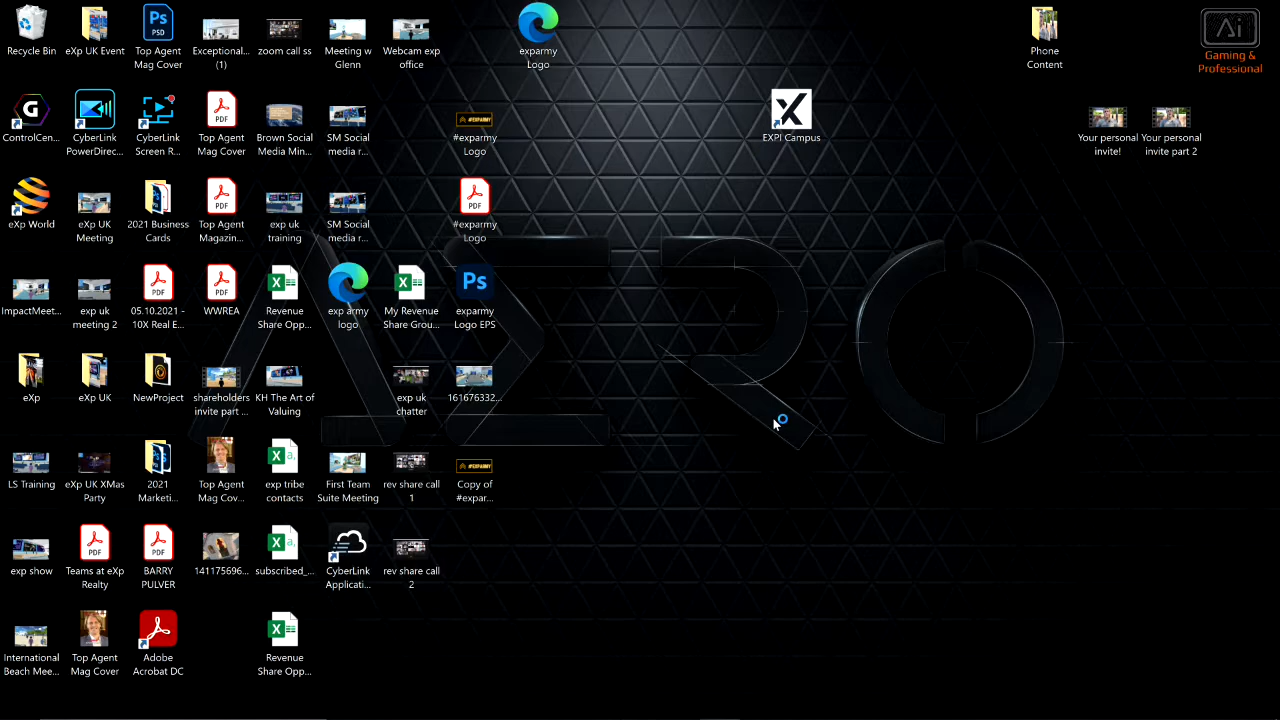 Recycle Bin
eXp UK Event
Top Agent
Mag Cover
Exceptional...
(1)
zoom call ss
Meeting w
Glenn
Webcam exp
office
exparmy
Logo
Phone
Content
Gaming &
Professional
ControlCen...
CyberLink
PowerDirec...
CyberLink
Screen R...
Top Agent
Mag Cover
Brown Social
Media Min...
SM Social
media r...
#exparmy
Logo
EXPI Campus
Your personal
invite!
Your personal
invite part 2
eXp World
eXp UK
Meeting
2021 Business
Cards
Top Agent
Magazin...
exp uk
training
SM Social
media r...
#exparmy
Logo
ImpactMeet...
exp uk
meeting 2
05.10.2021 -
10X Real E...
WWREA
Revenue
Share Opp...
exp army
logo
My Revenue
Share Grou...
exparmy
Logo EPS
eXp
eXp UK
NewProject
shareholders
invite part ...
KH The Art of
Valuing
exp uk
chatter
161676332...
LS Training
eXp UK XMas
Party
2021
Marketi...
Top Agent
Mag Cov...
exp tribe
contacts
First Team
Suite Meeting
rev share call
1
Copy of
#expar...
exp show
Teams at eXp
Realty
BARRY
PULVER
141175696...
subscribed_...
CyberLink
Applicati...
rev share call
2
International
Beach Mee...
Top Agent
Mag Cover
Adobe
Acrobat DC
Revenue
Share Opp...
AERO